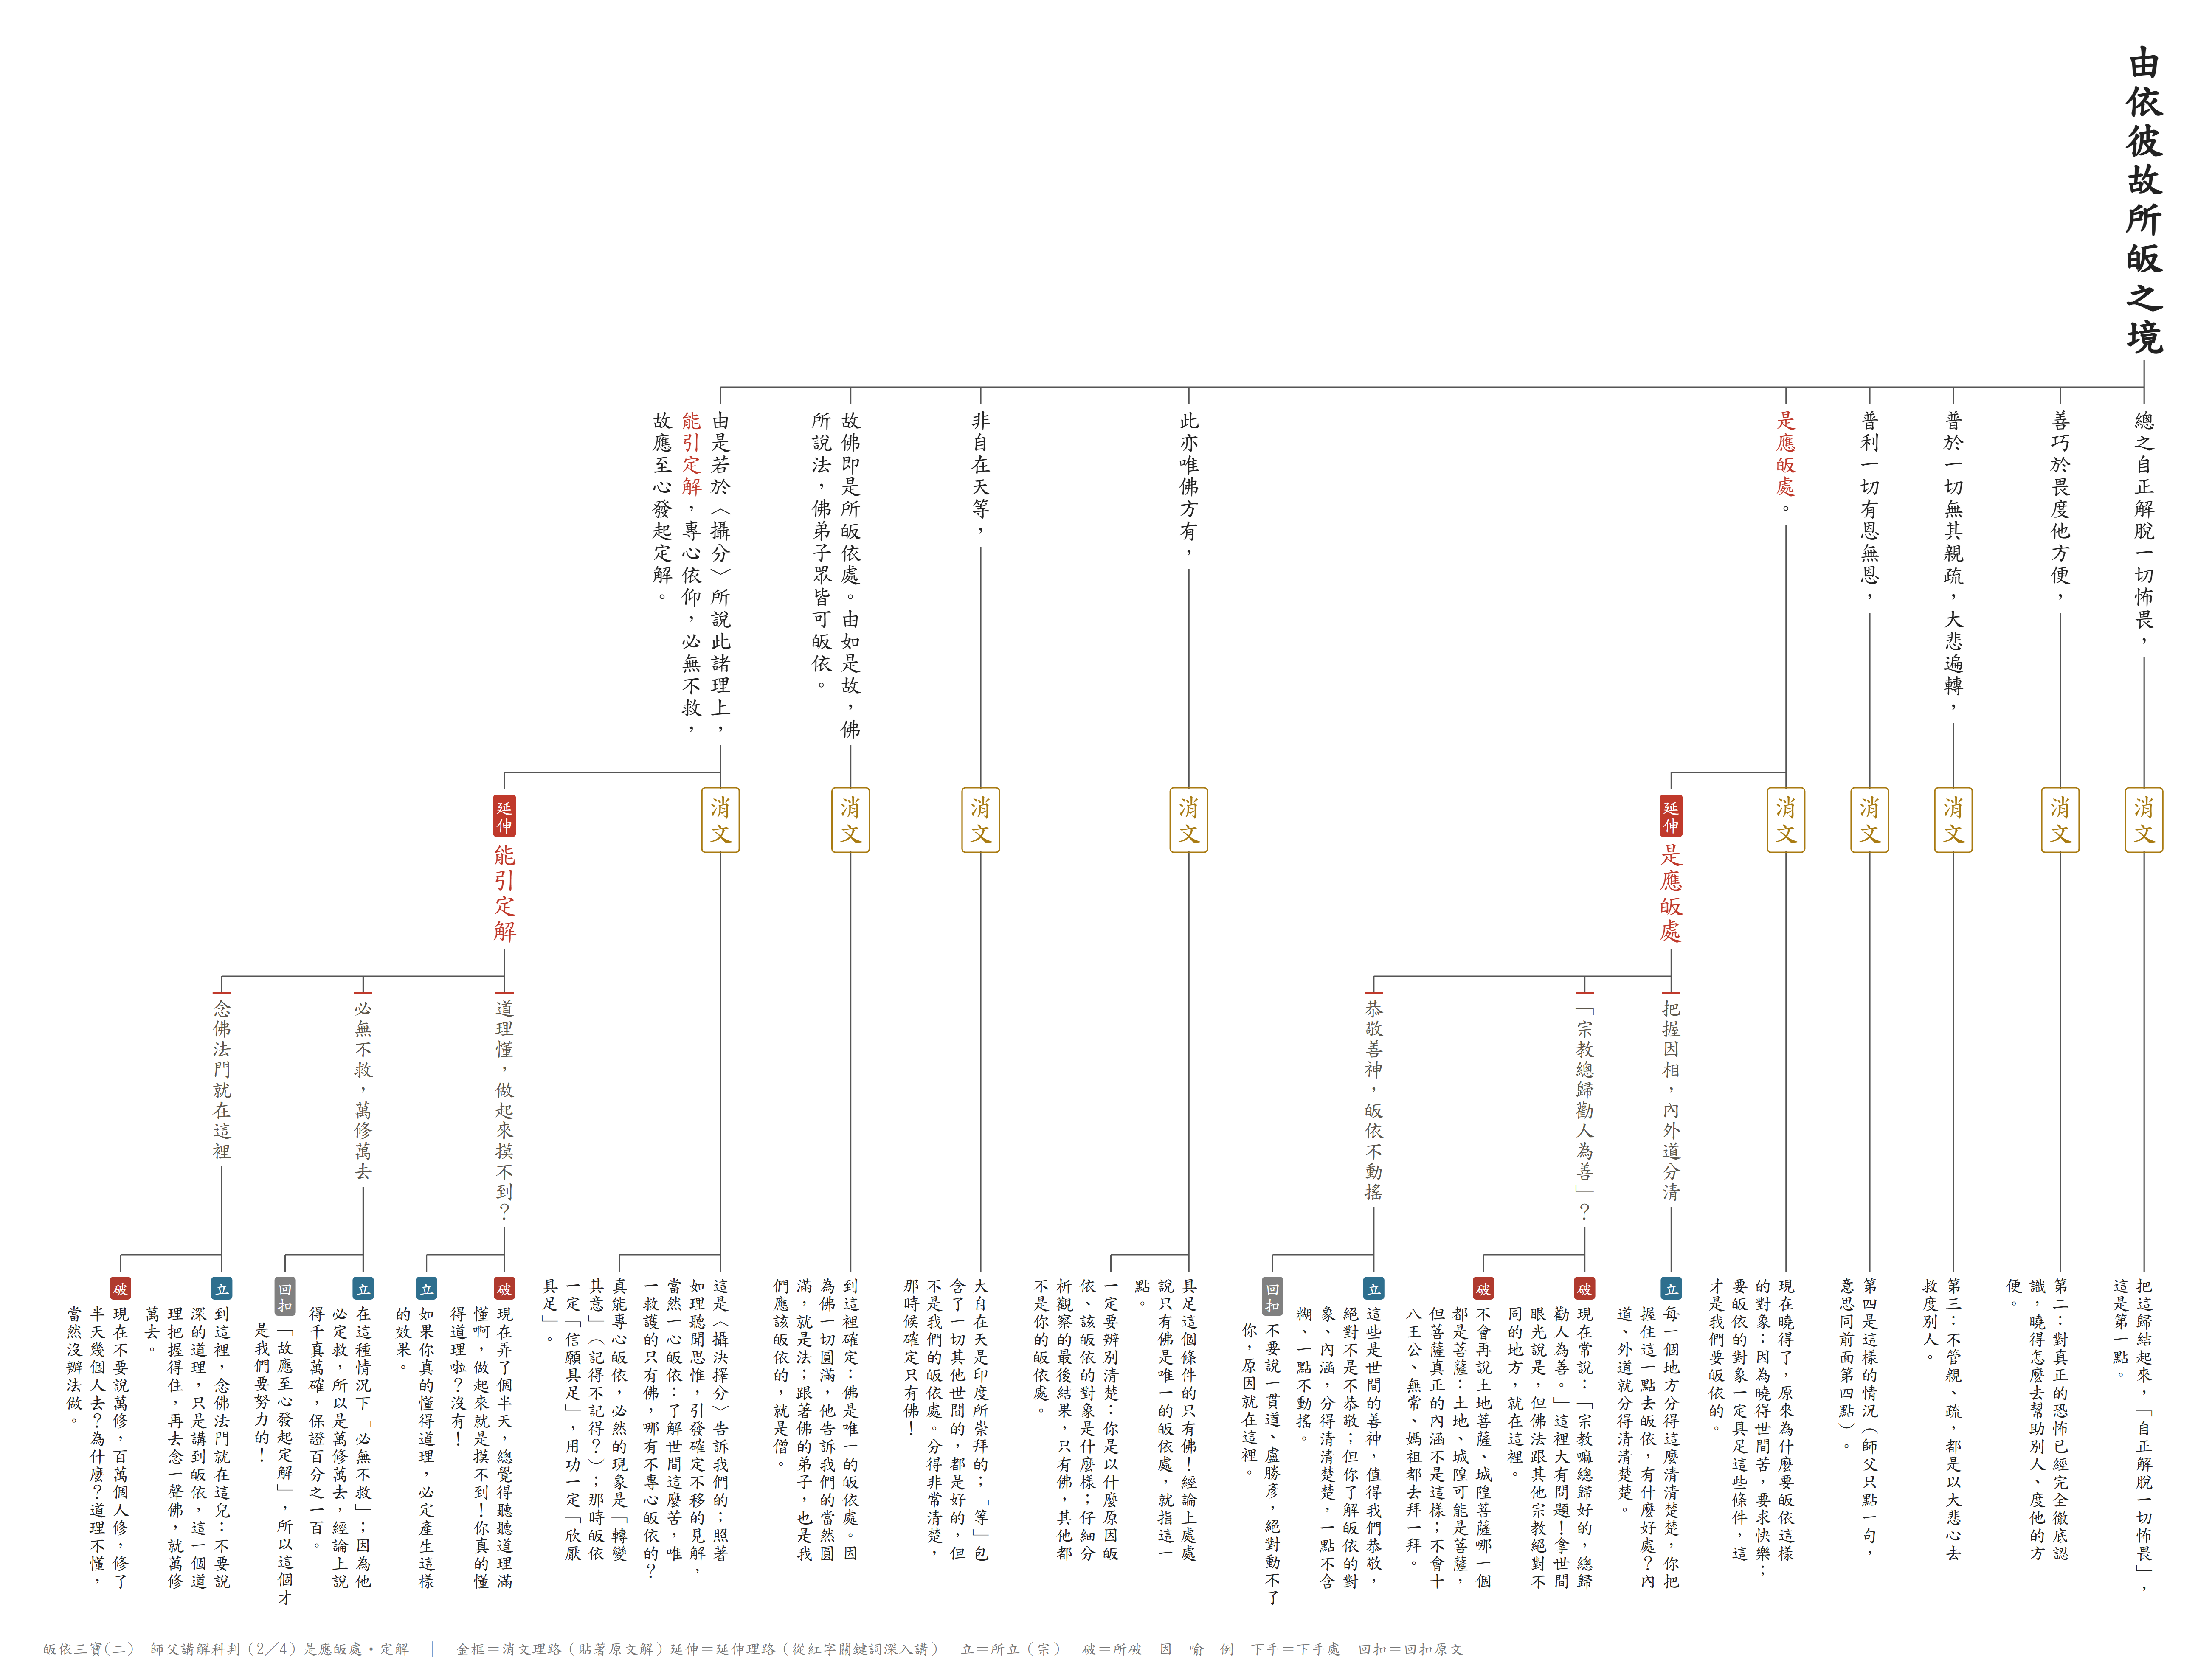 由依彼故所皈之境
總之自正解脫一切怖畏，
善巧於畏度他方便，
普於一切無其親疏，大悲遍轉，
普利一切有恩無恩，
是應皈處。
此亦唯佛方有，
非自在天等，
故佛即是所皈依處。由如是故，佛
所說法，佛弟子眾皆可皈依。
由是若於〈攝分〉所說此諸理上，
能引定解，專心依仰，必無不救，
故應至心發起定解。
消文
消文
消文
消文
消文
延伸
是應皈處
消文
消文
消文
消文
延伸
能引定解
把握因相，內外道分清
「宗教總歸勸人為善」？
恭敬善神，皈依不動搖
道理懂，做起來摸不到？
必無不救，萬修萬去
念佛法門就在這裡
把這歸結起來，「自正解脫一切怖畏」，
這是第一點。
第二：對真正的恐怖已經完全徹底認
識，曉得怎麼去幫助別人、度他的方
便。
第三：不管親、疏，都是以大悲心去
救度別人。
第四是這樣的情況（師父只點一句，
意思同前面第四點）。
現在曉得了，原來為什麼要皈依這樣
的對象：因為曉得世間苦，要求快樂；
要皈依的對象一定具足這些條件，這
才是我們要皈依的。
立
每一個地方分得這麼清清楚楚，你把
握住這一點去皈依，有什麼好處？內
道、外道就分得清清楚楚。
破
現在常說：「宗教嘛總歸好的，總歸
勸人為善。」這裡大有問題！拿世間
眼光說是，但佛法跟其他宗教絕對不
同的地方，就在這裡。
破
不會再說土地菩薩、城隍菩薩哪一個
都是菩薩：土地、城隍可能是菩薩，
但菩薩真正的內涵不是這樣；不會十
八王公、無常、媽祖都去拜一拜。
立
這些是世間的善神，值得我們恭敬，
絕對不是不恭敬；但你了解皈依的對
象、內涵，分得清清楚楚，一點不含
糊、一點不動搖。
回扣
不要說一貫道、盧勝彥，絕對動不了
你，原因就在這裡。
具足這個條件的只有佛！經論上處處
說只有佛是唯一的皈依處，就指這一
點。
一定要辨別清楚：你是以什麼原因皈
依、該皈依的對象是什麼樣；仔細分
析觀察的最後結果，只有佛，其他都
不是你的皈依處。
大自在天是印度所崇拜的；「等」包
含了一切其他世間的，都是好的，但
不是我們的皈依處。分得非常清楚，
那時候確定只有佛！
到這裡確定：佛是唯一的皈依處。因
為佛一切圓滿，他告訴我們的當然圓
滿，就是法；跟著佛的弟子，也是我
們應該皈依的，就是僧。
這是〈攝決擇分〉告訴我們的；照著
如理聽聞思惟，引發確定不移的見解，
當然一心皈依：了解世間這麼苦，唯
一救護的只有佛，哪有不專心皈依的？
真能專心皈依，必然的現象是「轉變
其意」（記得不記得？）；那時皈依
一定「信願具足」，用功一定「欣厭
具足」。
破
現在弄了個半天，總覺得聽聽道理滿
懂啊，做起來就是摸不到！你真的懂
得道理啦？沒有！
立
如果你真的懂得道理，必定產生這樣
的效果。
立
在這種情況下「必無不救」；因為他
必定救，所以是萬修萬去，經論上說
得千真萬確，保證百分之一百。
回扣
「故應至心發起定解」，所以這個才
是我們要努力的！
立
到這裡，念佛法門就在這兒：不要說
深的道理，只是講到皈依，這一個道
理把握得住，再去念一聲佛，就萬修
萬去。
破
現在不要說萬修，百萬個人修，修了
半天幾個人去？為什麼？道理不懂，
當然沒辦法做。
皈依三寶（二）　師父講解科判（2／4）是應皈處・定解　｜　金框＝消文理路（貼著原文解）延伸＝延伸理路（從紅字關鍵詞深入講）　立＝所立（宗）　破＝所破　因　喻　例　下手＝下手處　回扣＝回扣原文